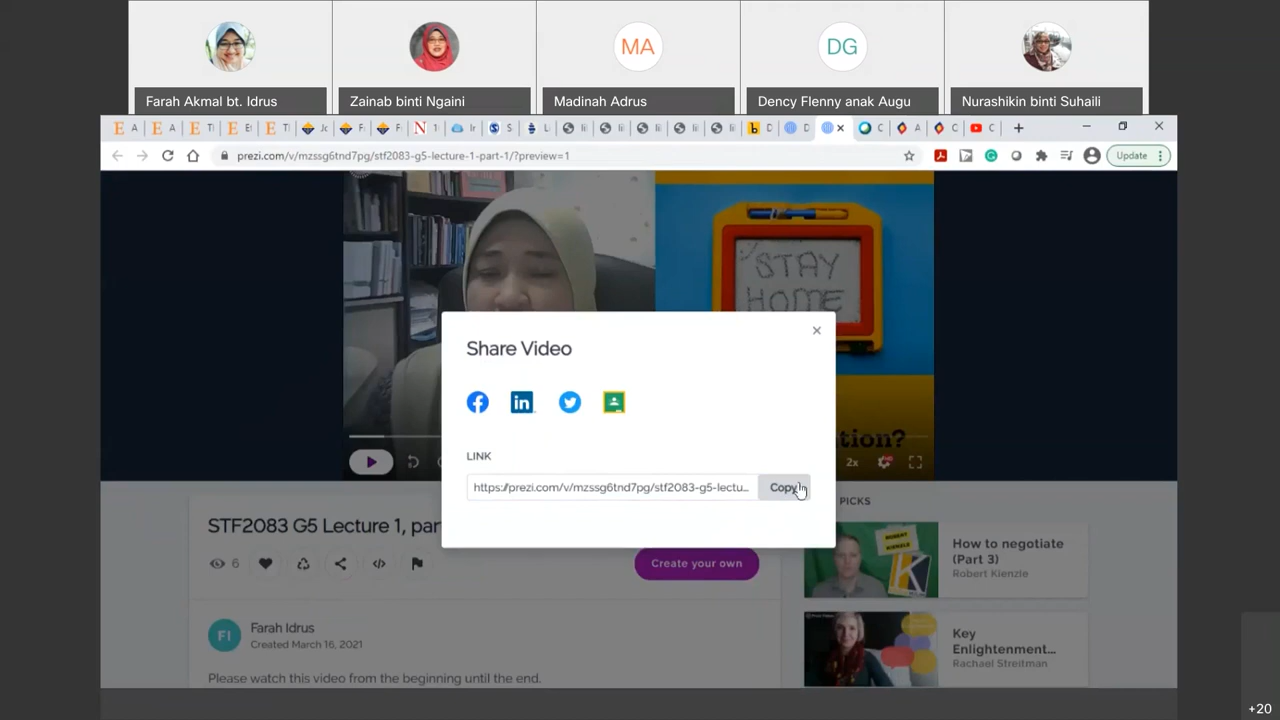 MA
DG
Farah Akmal bt. Idrus
Zainab binti Ngaini
Madinah Adrus
Dency Flenny anak Augu
Nurashikin binti Suhaili
prezi.com/v/mzssg6tnd7pg/stf2083-g5-lecture-1-part-1/?preview=1
Update
STAY
HOME
Share Video
LINK
https://prezi.com/v/mzssg6tnd7pg/stf2083-g5-lectu...
Copy
tion?
2x
PICKS
STF2083 G5 Lecture 1, par
6
Create your own
How to negotiate
(Part 3)
Robert Kienzle
FI
Farah Idrus
Created March 16, 2021
Key
Enlightenment...
Rachael Streitman
Please watch this video from the beginning until the end.
+20